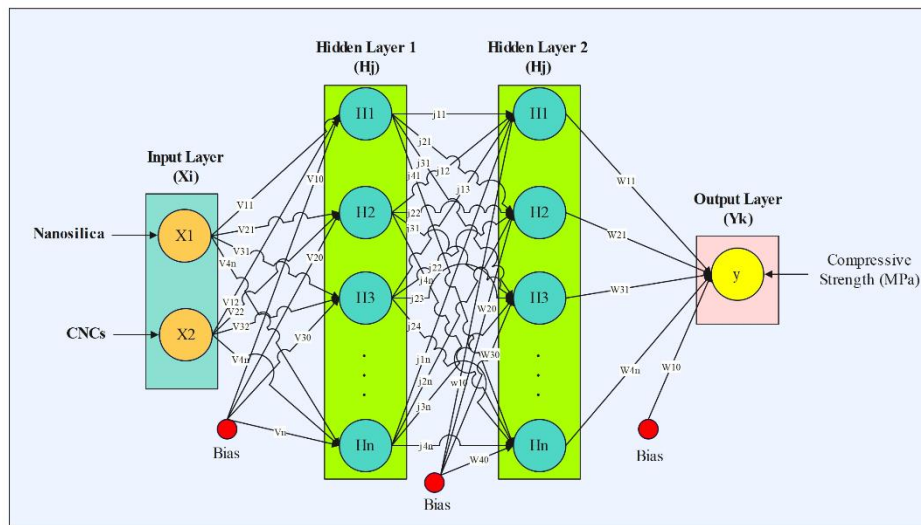 Hidden Layer 1
(Hj)
Hidden Layer 2
(Hj)
Input Layer
(Xi)
Output Layer
(Yk)
Nanosilica
CNCs
X1
X2
H1
H2
H3
Hn
H1
H2
H3
Hn
y
Compressive
Strength (MPa)
Bias
Bias
Bias
V10
V11
V21
V31
V4n
V20
V12
V22
V32
V30
V4n
Vn
j11
j21
j31
j41
j12
j13
j22
j31
j22
j4n
j23
j24
j1n
j2n
j3n
j4n
W20
W30
w10
W40
W11
W21
W31
W4n
W10